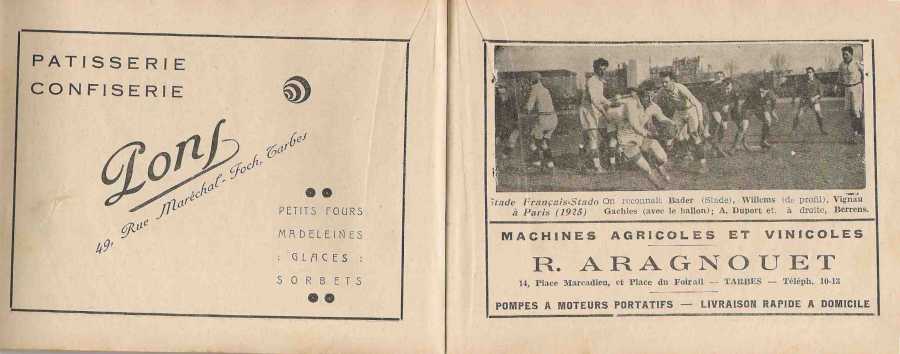 PATISSERIE
CONFISERIE
Pons
49, Rue Maréchal-Foch, Tarbes
PETITS FOURS
MADELEINES
: GLACES :
SORBETS
Stade Français-Stado
à Paris (1925)
On reconnaît Bader (Stade), Willems (de profil), Vignau
Gachies (avec le ballon); A. Duport et. à droite, Berrens.
MACHINES AGRICOLES ET VINICOLES
R. ARAGNOUET
14, Place Marcadieu, et Place du Foirail — TARBES — Téléph. 10-12
POMPES A MOTEURS PORTATIFS — LIVRAISON RAPIDE A DOMICILE